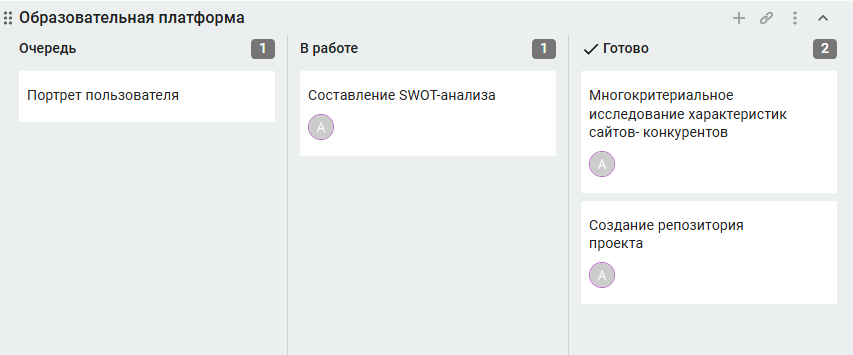 Образовательная платформа
Очередь 1
Портрет пользователя
В работе 1
Составление SWOT-анализа
А
Готово 2
Многокритериальное
исследование характеристик
сайтов- конкурентов
А
Создание репозитория
проекта
А